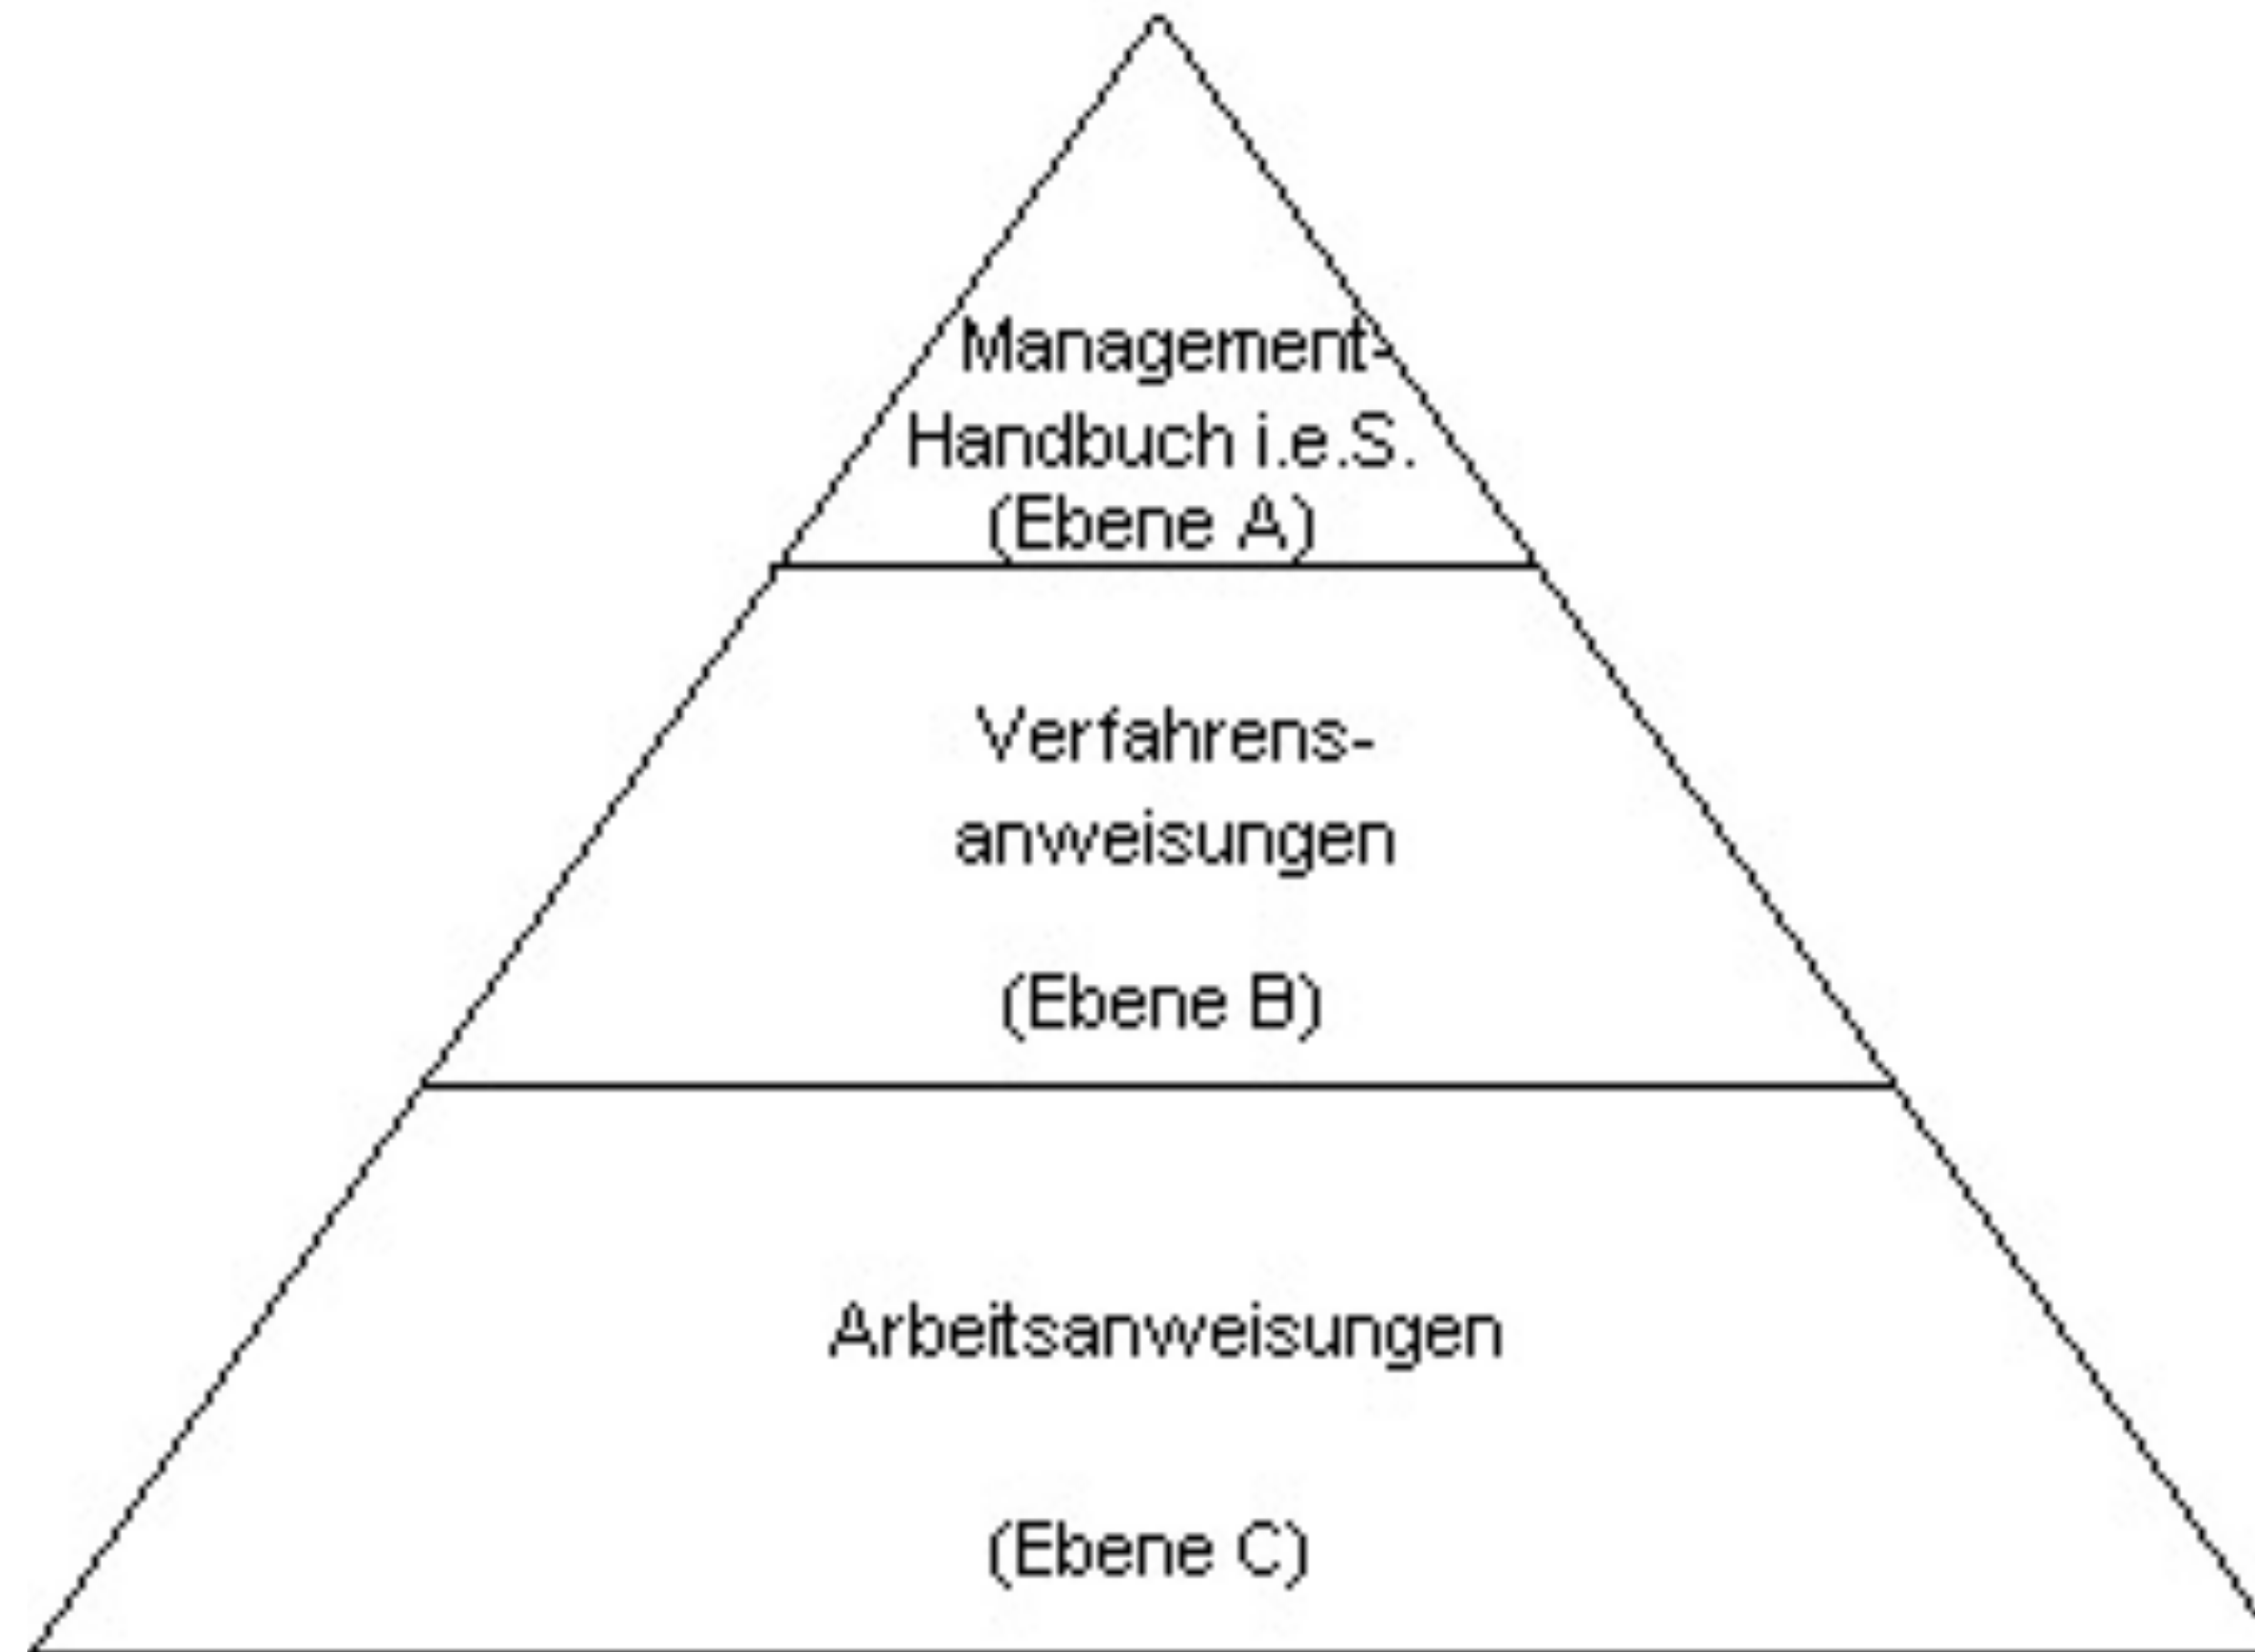 Management-
Handbuch i.e.S.
(Ebene A)
Verfahrens-
anweisungen
(Ebene B)
Arbeitsanweisungen
(Ebene C)